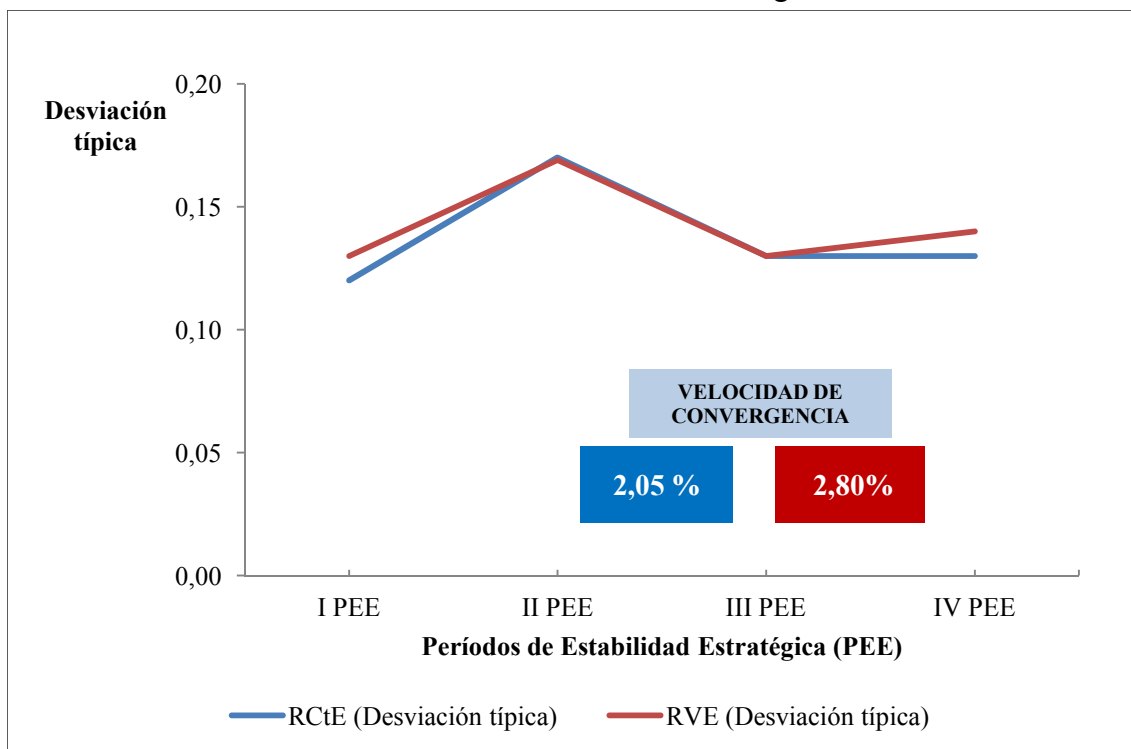 g
0,20
Desviación
típica
0,15
0,10
VELOCIDAD DE
CONVERGENCIA
0,05
2,05 %
2,80%
0,00
I PEE
II PEE
III PEE
IV PEE
Períodos de Estabilidad Estratégica (PEE)
RCtE (Desviación típica)
RVE (Desviación típica)